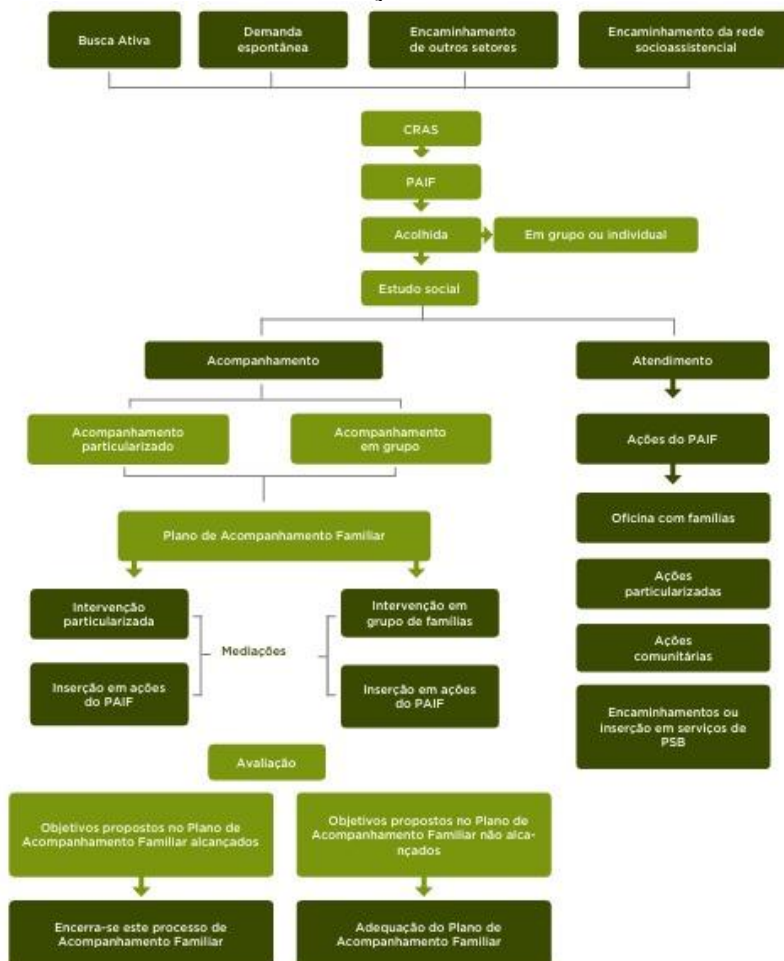 Busca Ativa
Demanda
espontânea
Encaminhamento
de outros setores
Encaminhamento da rede
socioassistencial
CRAS
PAIF
Acolhida
Em grupo ou individual
Estudo social
Acompanhamento
Atendimento
Acompanhamento
particularizado
Acompanhamento
em grupo
Ações do PAIF
Plano de Acompanhamento Familiar
Oficina com famílias
Intervenção
particularizada
Intervenção em
grupo de famílias
Ações
particularizadas
Mediações
Ações
comunitárias
Inserção em ações
do PAIF
Inserção em ações
do PAIF
Encaminhamentos ou
inserção em serviços de
PSB
Avaliação
Objetivos propostos no Plano de
Acompanhamento Familiar alcançados
Objetivos propostos no Plano de
Acompanhamento Familiar não alca-
nçados
Encerra-se este processo de
Acompanhamento Familiar
Adequação do Plano de
Acompanhamento Familiar